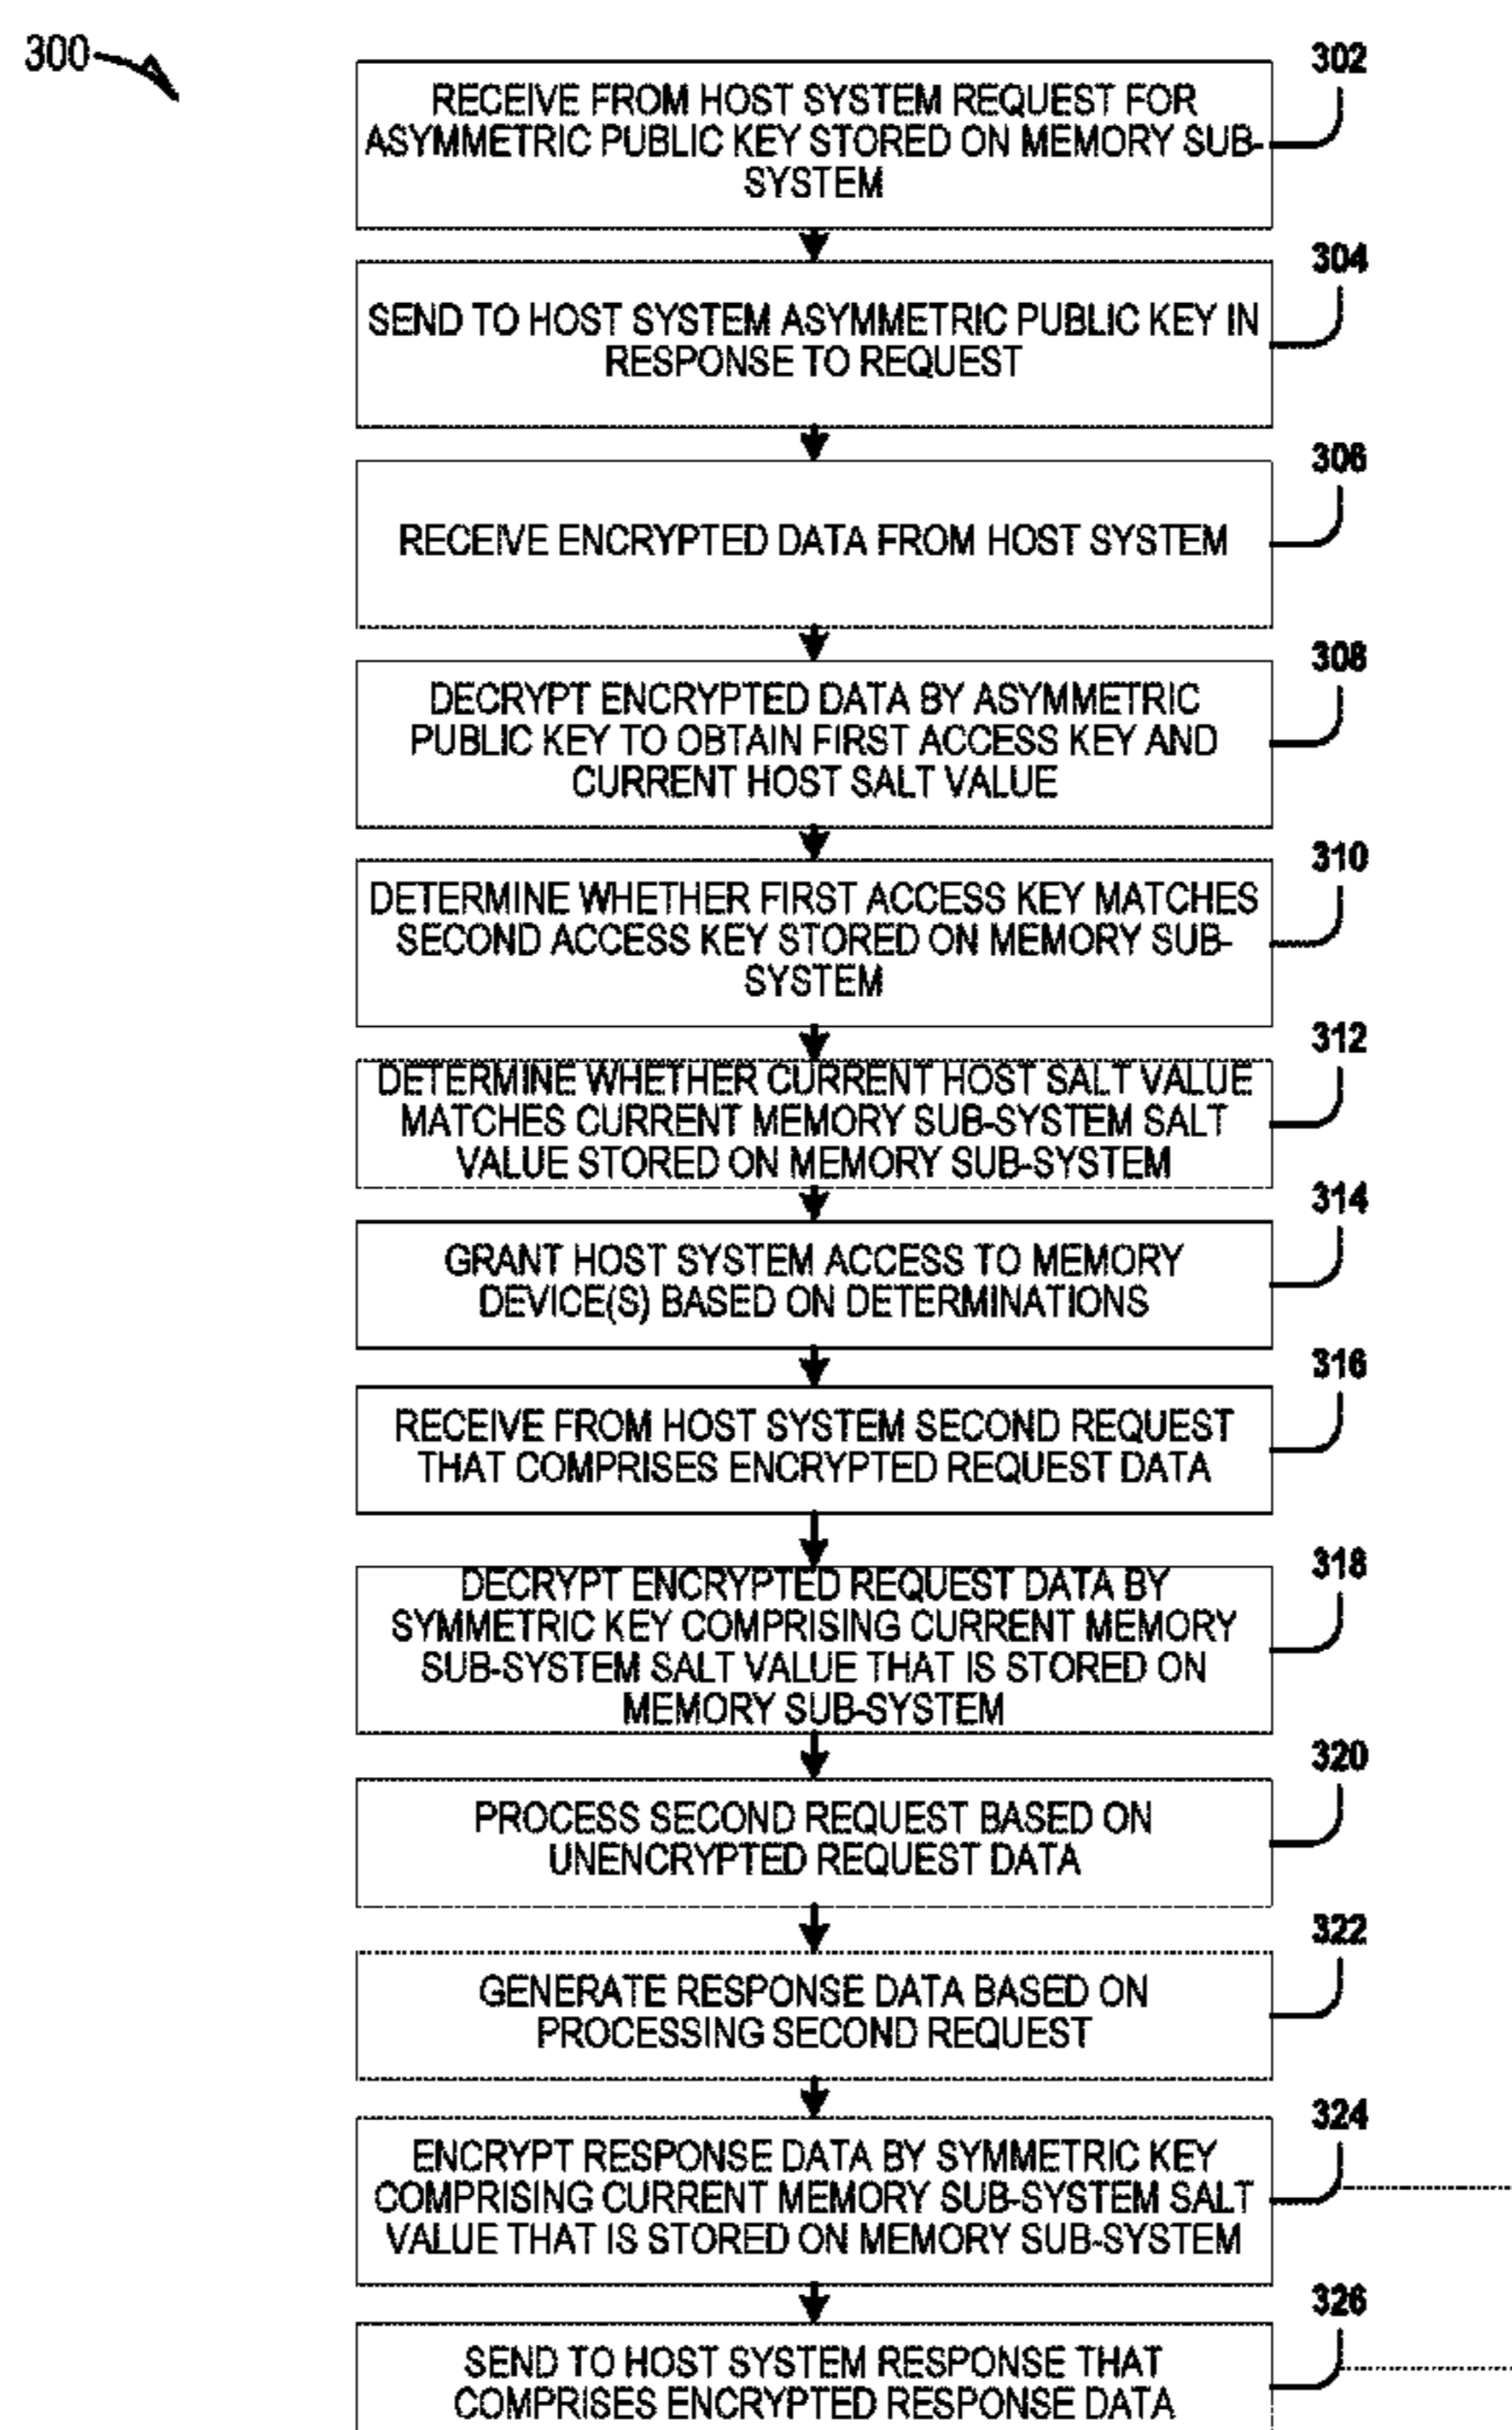 300
302
RECEIVE FROM HOST SYSTEM REQUEST FOR
ASYMMETRIC PUBLIC KEY STORED ON MEMORY SUB-
SYSTEM
304
SEND TO HOST SYSTEM ASYMMETRIC PUBLIC KEY IN
RESPONSE TO REQUEST
306
RECEIVE ENCRYPTED DATA FROM HOST SYSTEM
308
DECRYPT ENCRYPTED DATA BY ASYMMETRIC
PUBLIC KEY TO OBTAIN FIRST ACCESS KEY AND
CURRENT HOST SALT VALUE
310
DETERMINE WHETHER FIRST ACCESS KEY MATCHES
SECOND ACCESS KEY STORED ON MEMORY SUB-
SYSTEM
312
DETERMINE WHETHER CURRENT HOST SALT VALUE
MATCHES CURRENT MEMORY SUB-SYSTEM SALT
VALUE STORED ON MEMORY SUB-SYSTEM
314
GRANT HOST SYSTEM ACCESS TO MEMORY
DEVICE(S) BASED ON DETERMINATIONS
316
RECEIVE FROM HOST SYSTEM SECOND REQUEST
THAT COMPRISES ENCRYPTED REQUEST DATA
318
DECRYPT ENCRYPTED REQUEST DATA BY
SYMMETRIC KEY COMPRISING CURRENT MEMORY
SUB-SYSTEM SALT VALUE THAT IS STORED ON
MEMORY SUB-SYSTEM
320
PROCESS SECOND REQUEST BASED ON
UNENCRYPTED REQUEST DATA
322
GENERATE RESPONSE DATA BASED ON
PROCESSING SECOND REQUEST
324
ENCRYPT RESPONSE DATA BY SYMMETRIC KEY
COMPRISING CURRENT MEMORY SUB-SYSTEM SALT
VALUE THAT IS STORED ON MEMORY SUB-SYSTEM
326
SEND TO HOST SYSTEM RESPONSE THAT
COMPRISES ENCRYPTED RESPONSE DATA